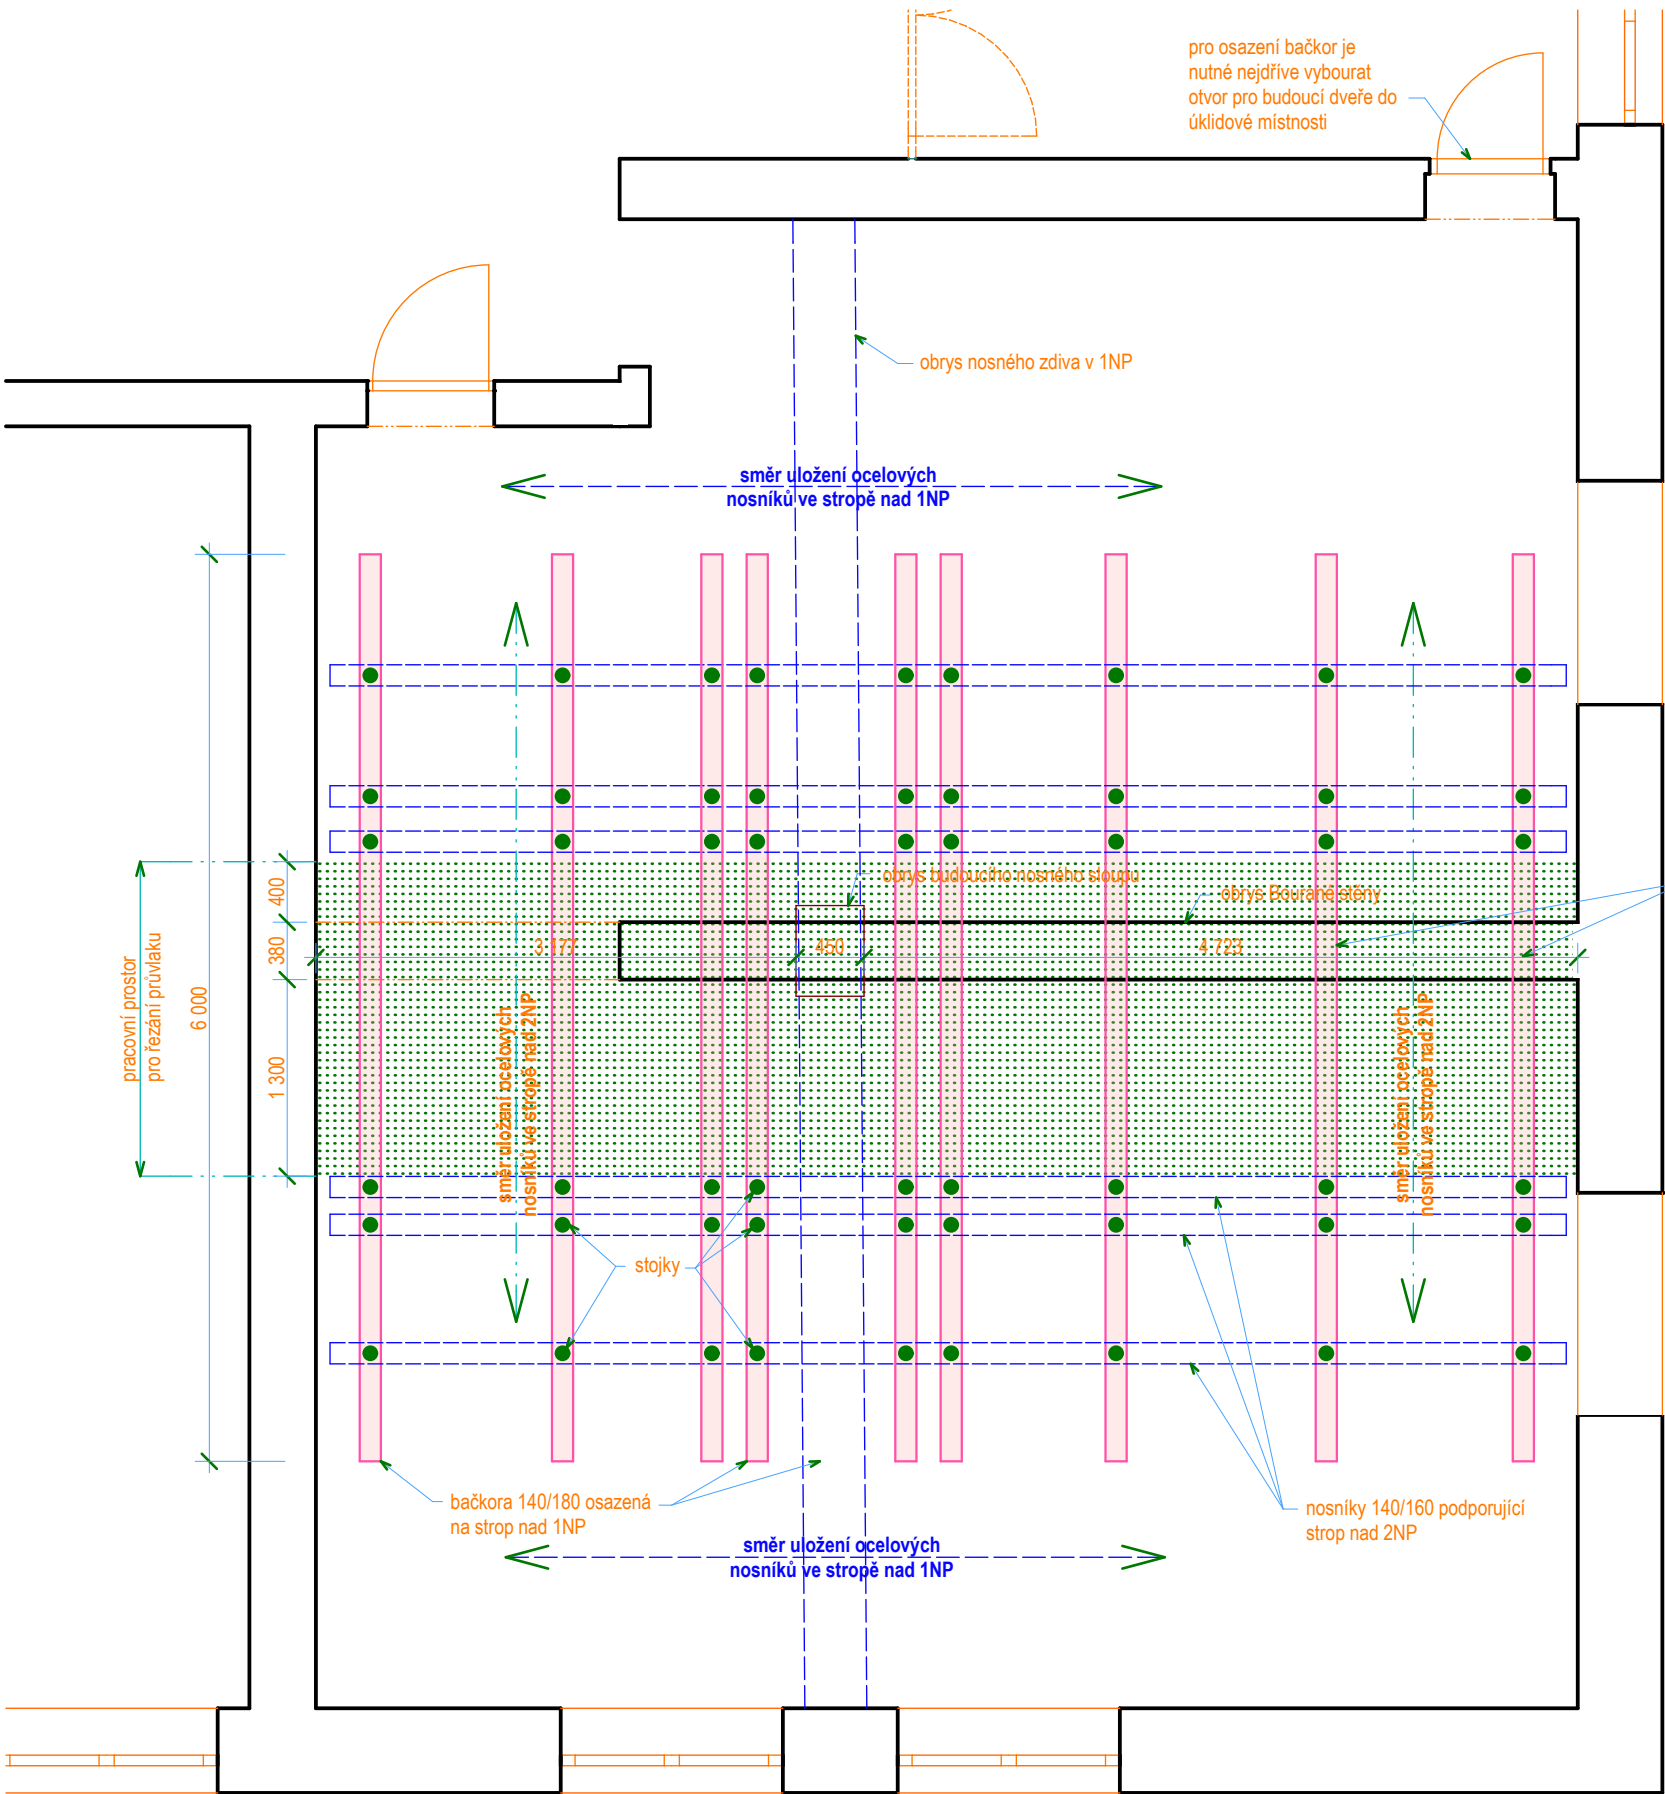 pro osazení bačkor je
nutné nejdříve vybourat
otvor pro budoucí dveře do
úklidové místnosti
obrys nosného zdiva v 1NP
směr uložení ocelových
nosníků ve stropě nad 1NP
obrys budoucího nosného sloupu
obrys Bourané stěny
400
380
1 300
6 000
pracovní prostor
pro řezání průvlaku
3 177
450
4 723
směr uložení ocelových
nosníků ve stropě nad 2NP
směr uložení ocelových
nosníků ve stropě nad 2NP
stojky
bačkora 140/180 osazená
na strop nad 1NP
nosníky 140/160 podporující
strop nad 2NP
směr uložení ocelových
nosníků ve stropě nad 1NP